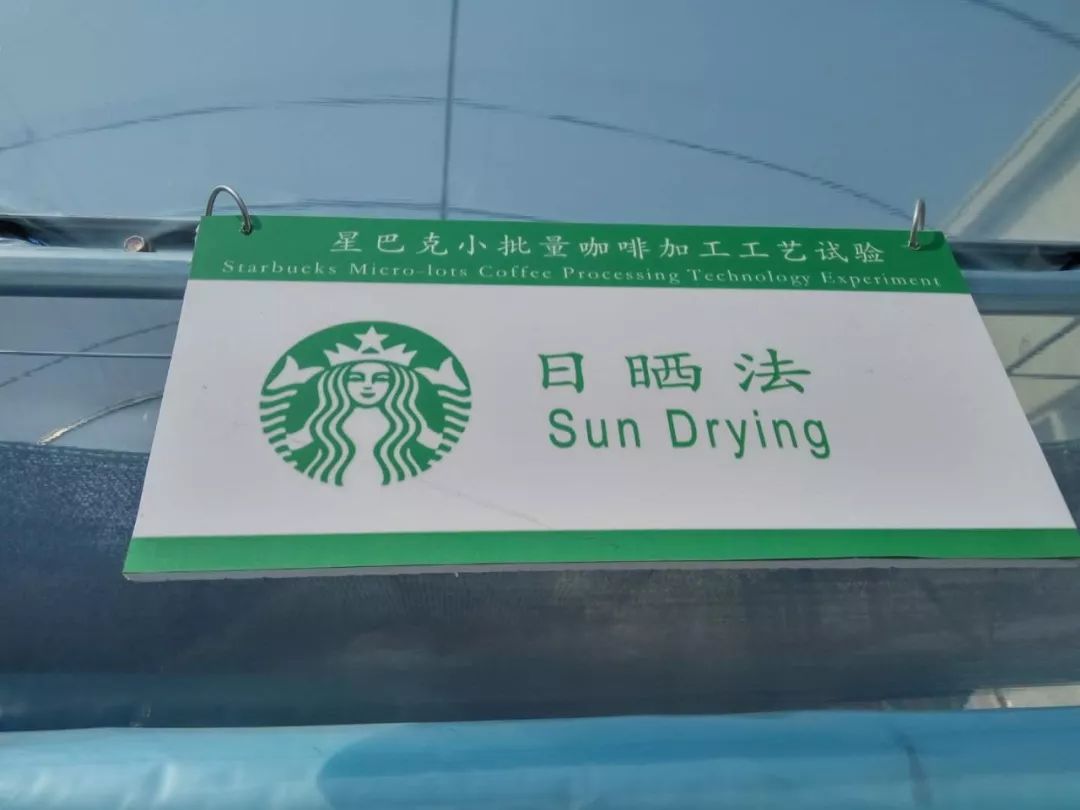 星巴克小批量咖啡加工工艺试验
Starbucks Micro-lots Coffee Processing Technology Experiment
日晒法
Sun Drying